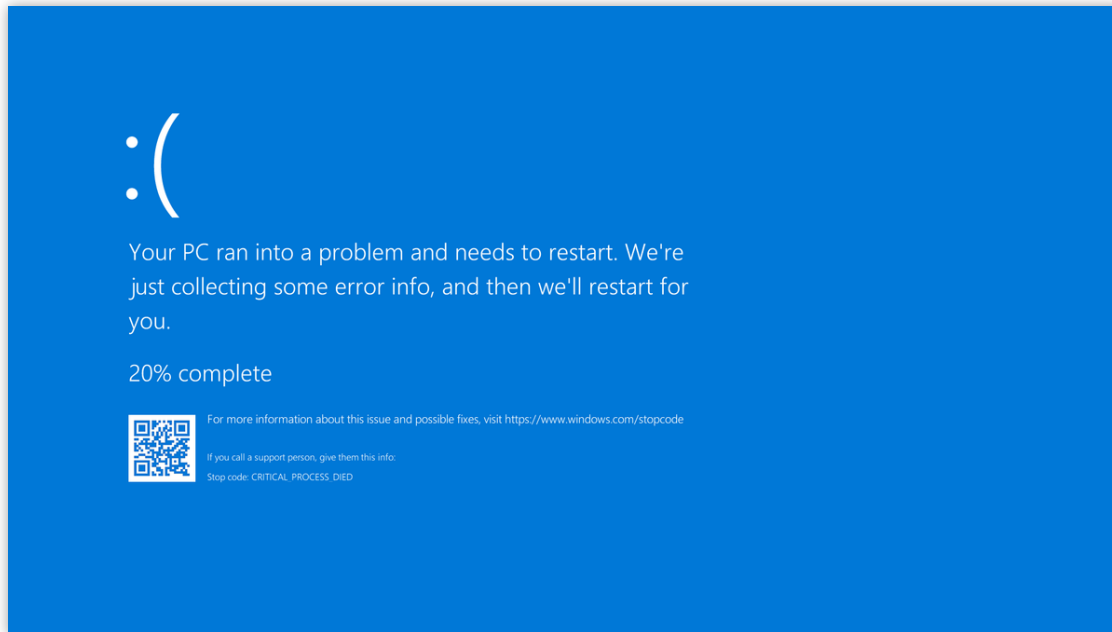 :(
Your PC ran into a problem and needs to restart. We're
just collecting some error info, and then we'll restart for
you.
20% complete
For more information about this issue and possible fixes, visit https://www.windows.com/stopcode
If you call a support person, give them this info:
Stop code: CRITICAL_PROCESS_DIED